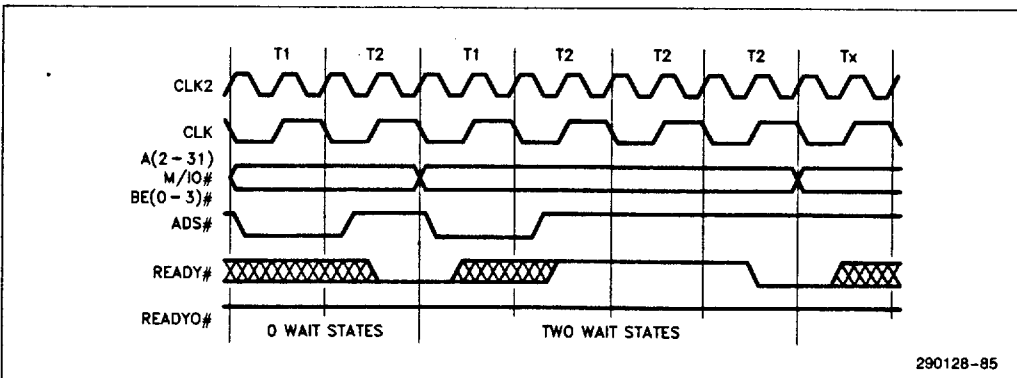 T1 T2 T1 T2 T2 T2 Tx
CLK2
CLK
A(2-31)
M/IO#
BE(0-3)#
ADS#
READY#
READYO#
0 WAIT STATES TWO WAIT STATES
290128-85